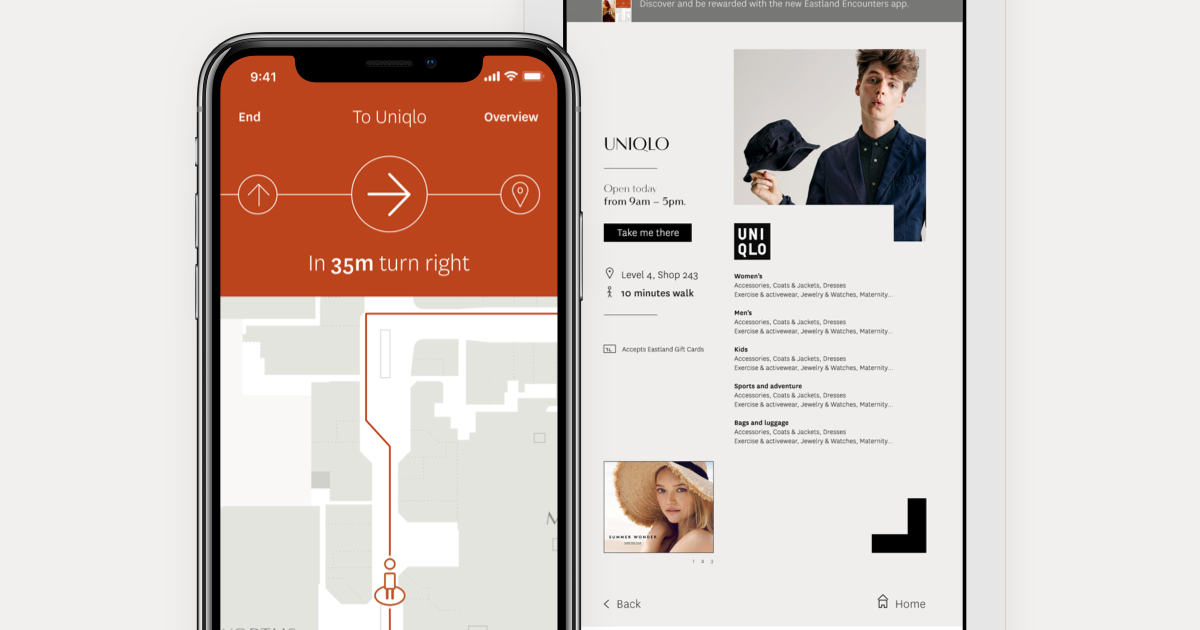 9:41
End
To Uniqlo
Overview
In 35m turn right
Discover and be rewarded with the new Eastland Encounters app.
UNIQLO
Open today
from 9am – 5pm.
Take me there
Level 4, Shop 243
10 minutes walk
Accepts Eastland Gift Cards
SUMMER WONDER
1 2 3
Back
UNI
QLO
Women's
Accessories, Coats & Jackets, Dresses
Exercise & activewear, Jewelry & Watches, Maternity...
Men's
Accessories, Coats & Jackets, Dresses
Exercise & activewear, Jewelry & Watches, Maternity...
Kids
Accessories, Coats & Jackets, Dresses
Exercise & activewear, Jewelry & Watches, Maternity...
Sports and adventure
Accessories, Coats & Jackets, Dresses
Exercise & activewear, Jewelry & Watches, Maternity...
Bags and luggage
Accessories, Coats & Jackets, Dresses
Exercise & activewear, Jewelry & Watches, Maternity...
Home